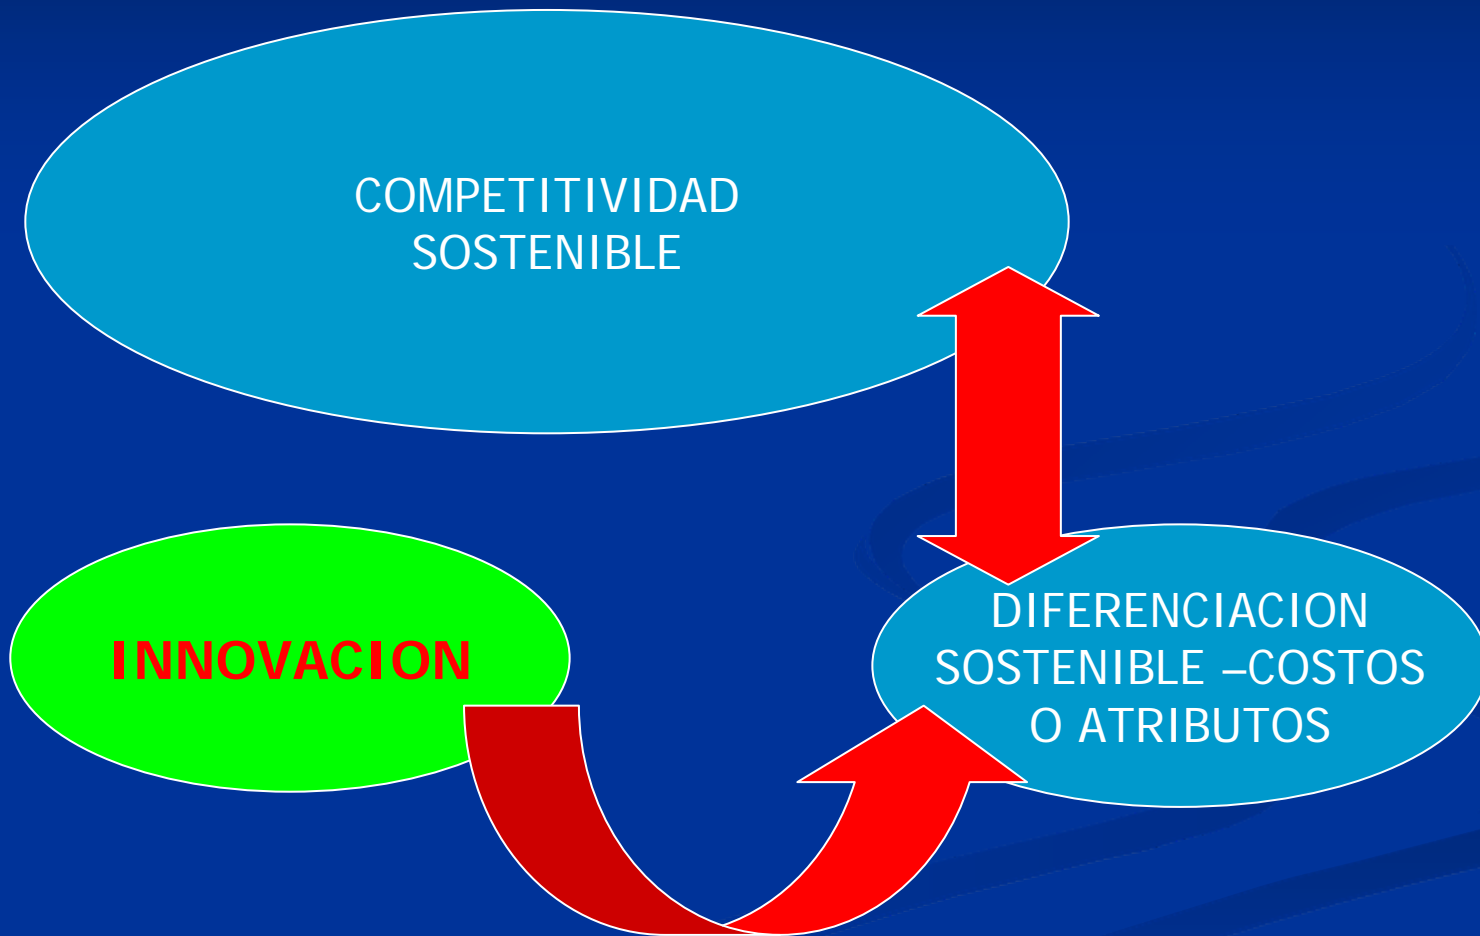 COMPETITIVIDAD
SOSTENIBLE
INNOVACION
DIFERENCIACION
SOSTENIBLE –COSTOS
O ATRIBUTOS